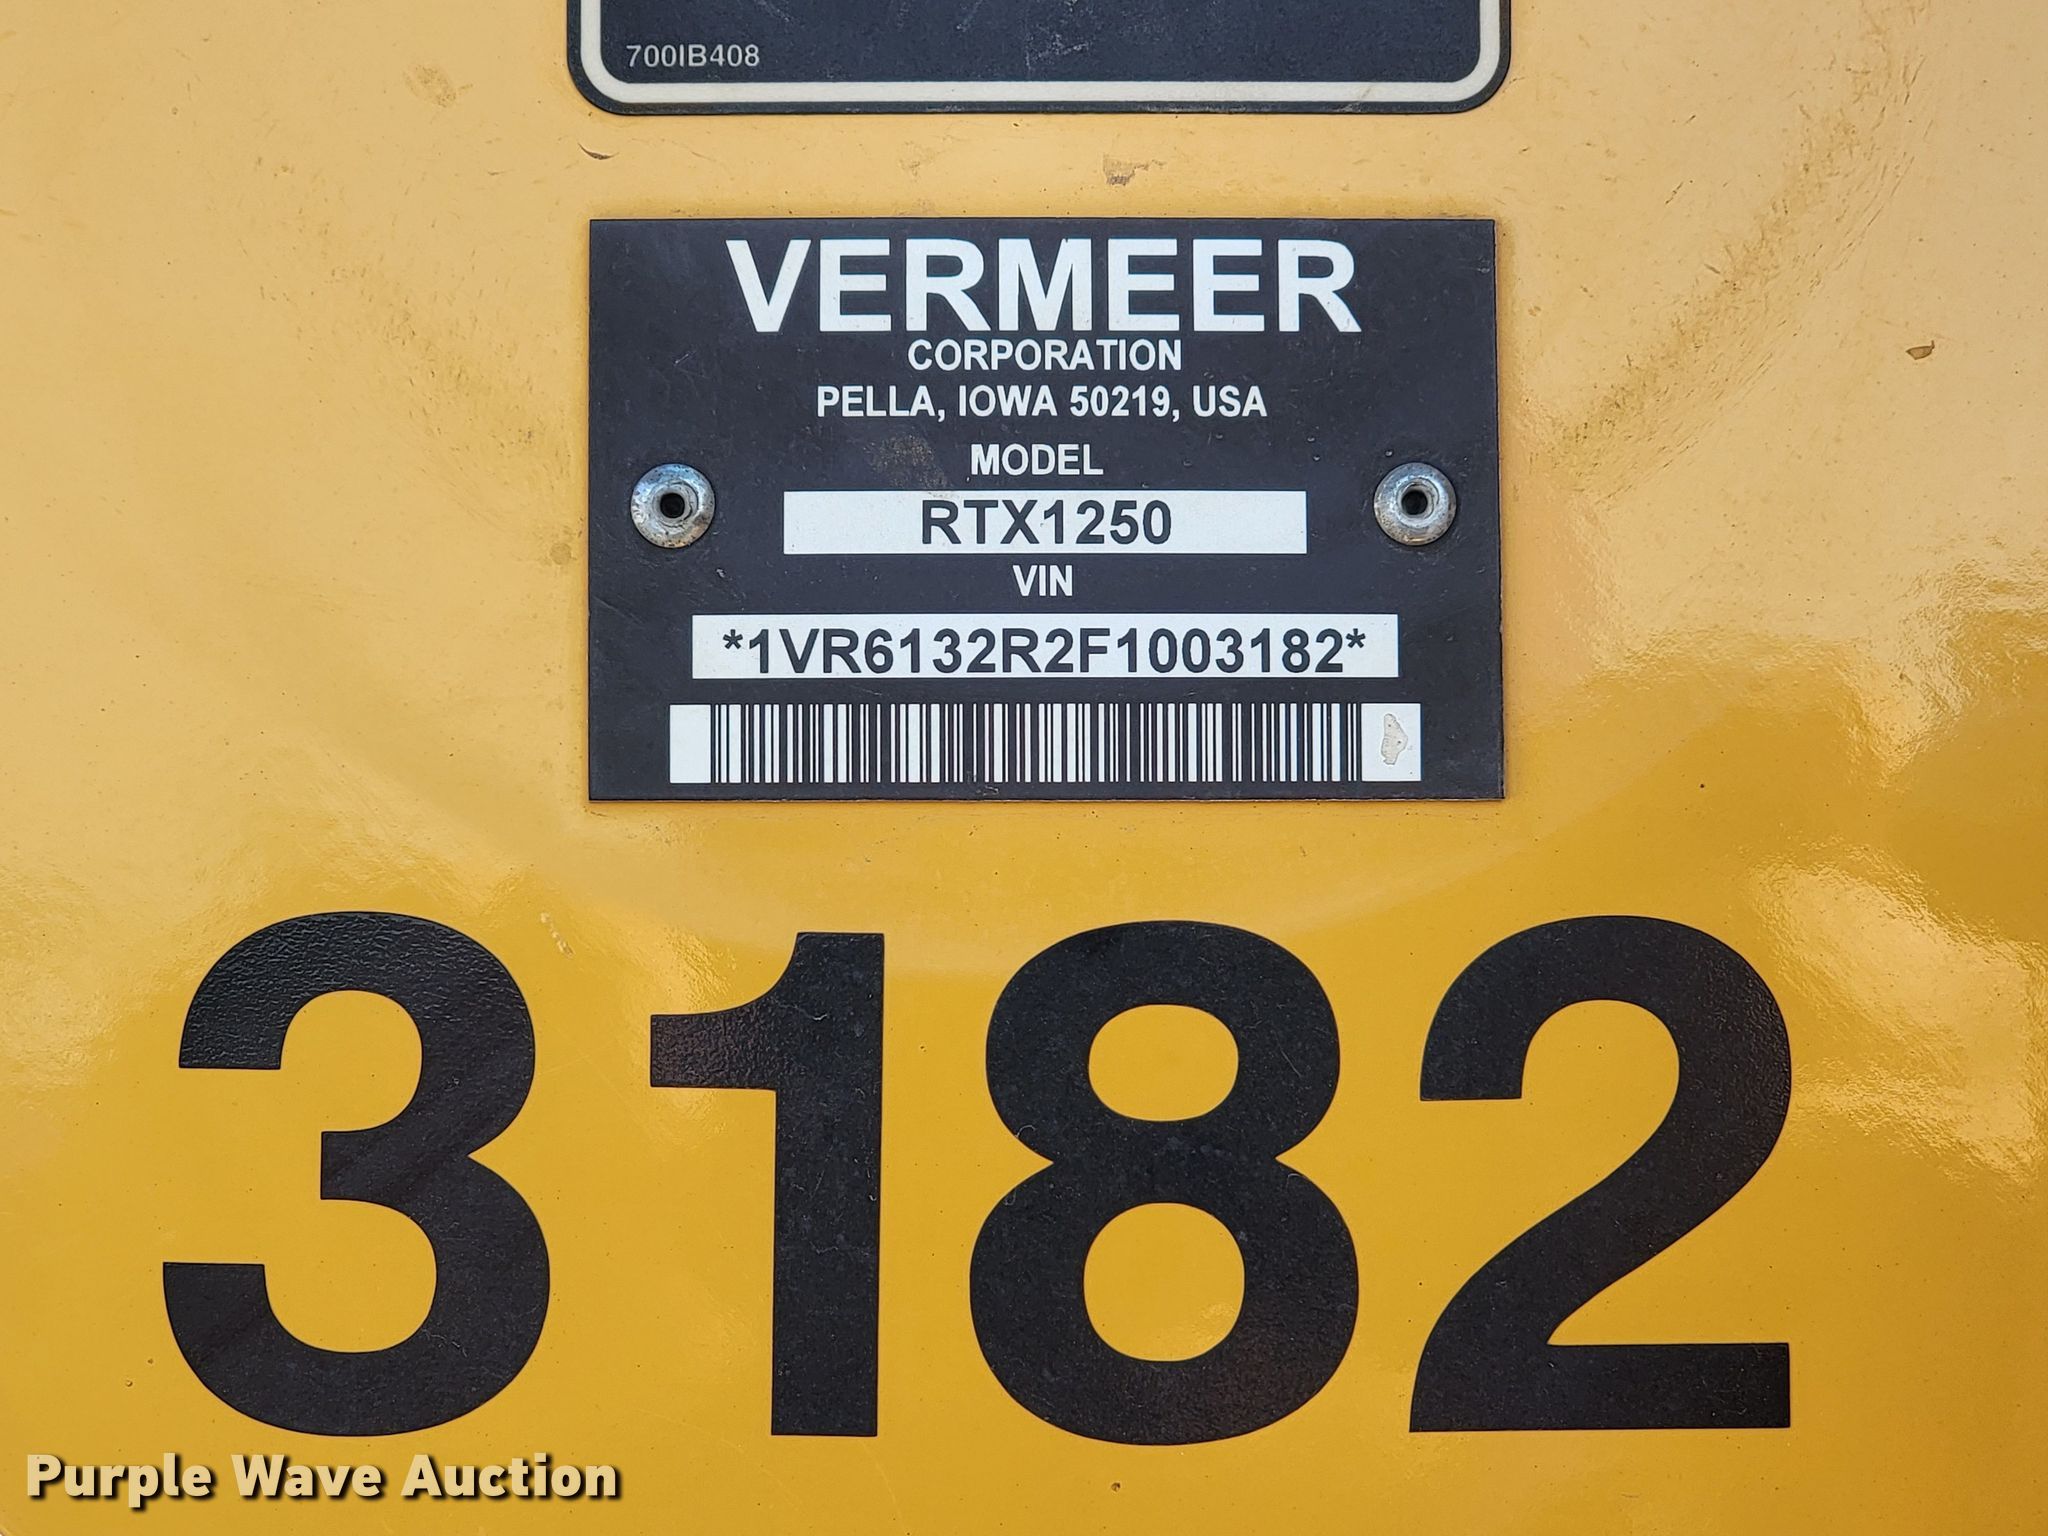 700IB408
VERMEER
CORPORATION
PELLA, IOWA 50219, USA
MODEL
RTX1250
VIN
*1VR6132R2F1003182*
3182
Purple Wave Auction